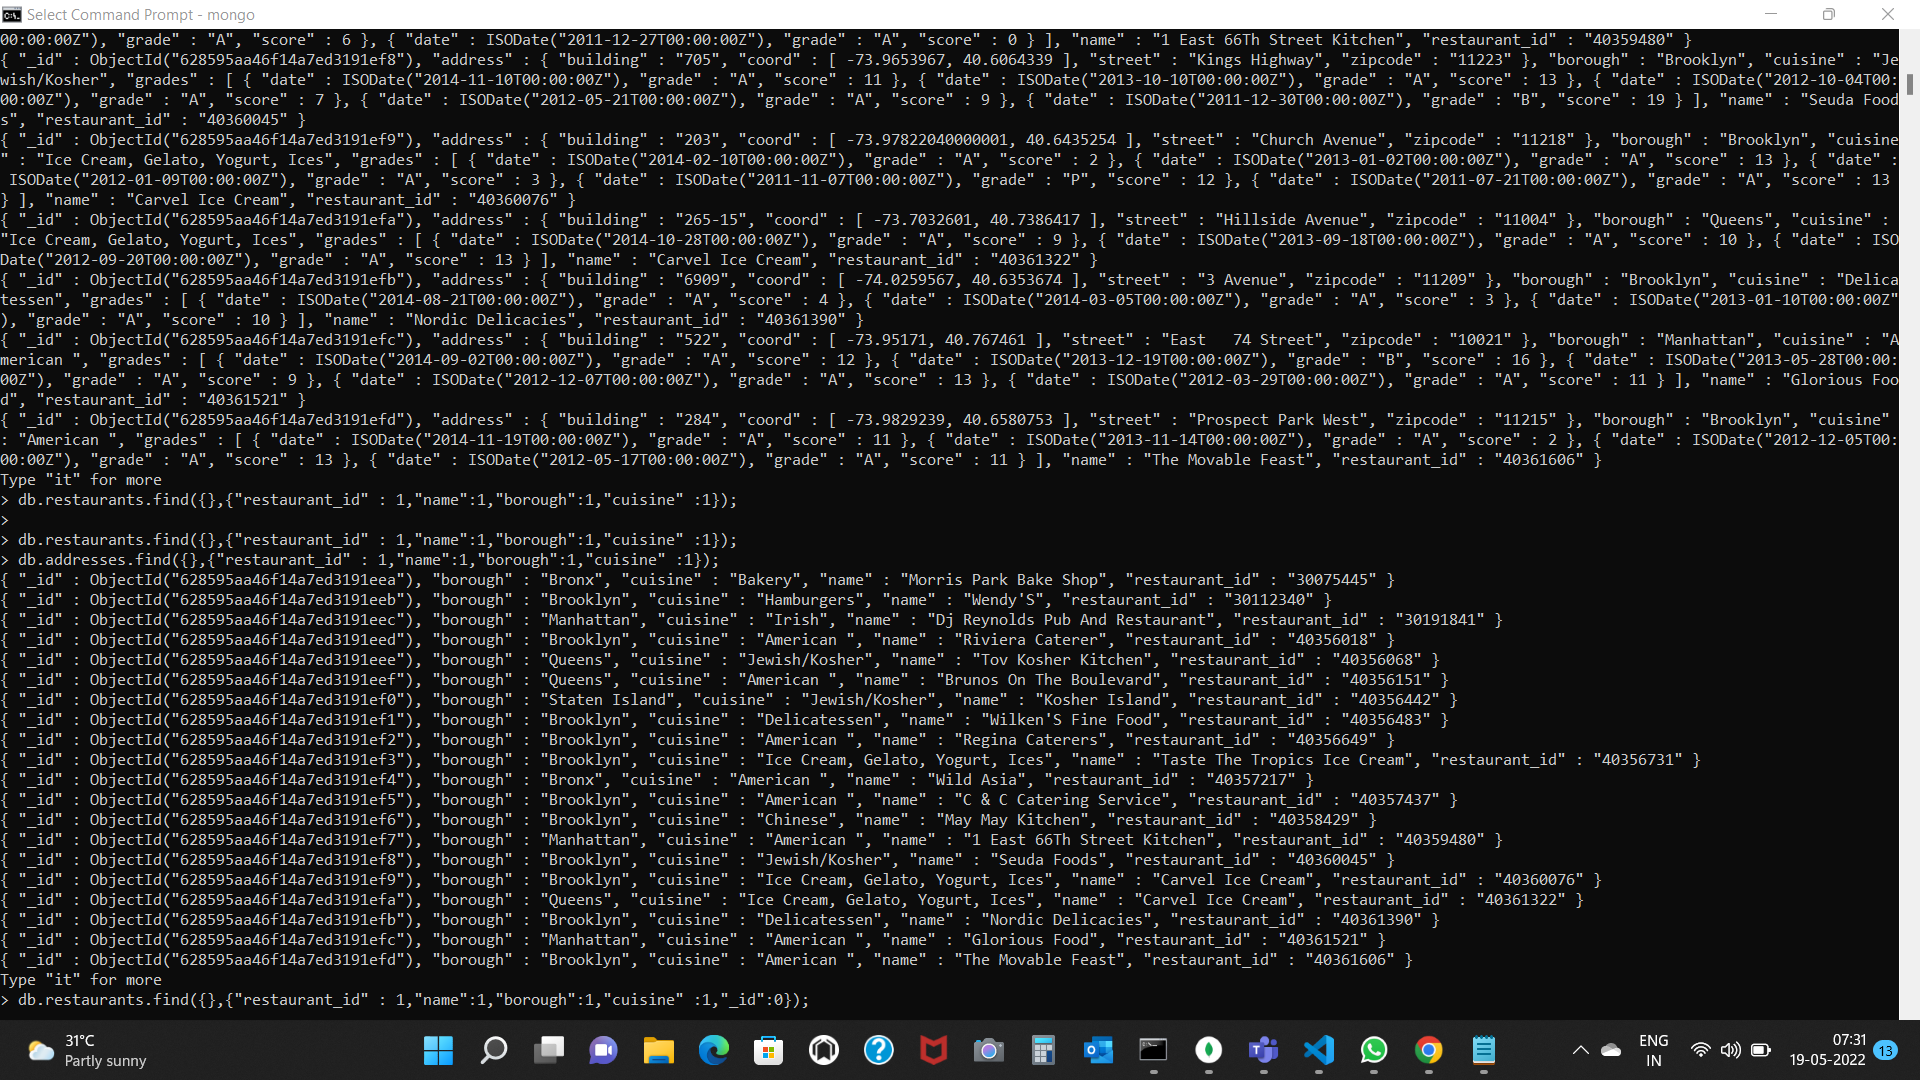 Select Command Prompt - mongo
00:00:00Z"), "grade" : "A", "score" : 6 }, { "date" : ISODate("2011-12-27T00:00:00Z"), "grade" : "A", "score" : 0 } ], "name" : "1 East 66Th Street Kitchen", "restaurant_id" : "40359480" }
{ "_id" : ObjectId("628595aa46f14a7ed3191ef8"), "address" : { "building" : "705", "coord" : [ -73.9653967, 40.6064339 ], "street" : "Kings Highway", "zipcode" : "11223" }, "borough" : "Brooklyn", "cuisine" : "Je
wish/Kosher", "grades" : [ { "date" : ISODate("2014-11-10T00:00:00Z"), "grade" : "A", "score" : 11 }, { "date" : ISODate("2013-10-10T00:00:00Z"), "grade" : "A", "score" : 13 }, { "date" : ISODate("2012-10-04T00:
00:00Z"), "grade" : "A", "score" : 7 }, { "date" : ISODate("2012-05-21T00:00:00Z"), "grade" : "A", "score" : 9 }, { "date" : ISODate("2011-12-30T00:00:00Z"), "grade" : "B", "score" : 19 } ], "name" : "Seuda Food
s", "restaurant_id" : "40360045" }
{ "_id" : ObjectId("628595aa46f14a7ed3191ef9"), "address" : { "building" : "203", "coord" : [ -73.97822040000001, 40.6435254 ], "street" : "Church Avenue", "zipcode" : "11218" }, "borough" : "Brooklyn", "cuisine
" : "Ice Cream, Gelato, Yogurt, Ices", "grades" : [ { "date" : ISODate("2014-02-10T00:00:00Z"), "grade" : "A", "score" : 2 }, { "date" : ISODate("2013-01-02T00:00:00Z"), "grade" : "A", "score" : 13 }, { "date" :
 ISODate("2012-01-09T00:00:00Z"), "grade" : "A", "score" : 3 }, { "date" : ISODate("2011-11-07T00:00:00Z"), "grade" : "P", "score" : 12 }, { "date" : ISODate("2011-07-21T00:00:00Z"), "grade" : "A", "score" : 13
} ], "name" : "Carvel Ice Cream", "restaurant_id" : "40360076" }
{ "_id" : ObjectId("628595aa46f14a7ed3191efa"), "address" : { "building" : "265-15", "coord" : [ -73.7032601, 40.7386417 ], "street" : "Hillside Avenue", "zipcode" : "11004" }, "borough" : "Queens", "cuisine" :
"Ice Cream, Gelato, Yogurt, Ices", "grades" : [ { "date" : ISODate("2014-10-28T00:00:00Z"), "grade" : "A", "score" : 9 }, { "date" : ISODate("2013-09-18T00:00:00Z"), "grade" : "A", "score" : 10 }, { "date" : ISO
Date("2012-09-20T00:00:00Z"), "grade" : "A", "score" : 13 } ], "name" : "Carvel Ice Cream", "restaurant_id" : "40361322" }
{ "_id" : ObjectId("628595aa46f14a7ed3191efb"), "address" : { "building" : "6909", "coord" : [ -74.0259567, 40.6353674 ], "street" : "3 Avenue", "zipcode" : "11209" }, "borough" : "Brooklyn", "cuisine" : "Delica
tessen", "grades" : [ { "date" : ISODate("2014-08-21T00:00:00Z"), "grade" : "A", "score" : 4 }, { "date" : ISODate("2014-03-05T00:00:00Z"), "grade" : "A", "score" : 3 }, { "date" : ISODate("2013-01-10T00:00:00Z"
), "grade" : "A", "score" : 10 } ], "name" : "Nordic Delicacies", "restaurant_id" : "40361390" }
{ "_id" : ObjectId("628595aa46f14a7ed3191efc"), "address" : { "building" : "522", "coord" : [ -73.95171, 40.767461 ], "street" : "East   74 Street", "zipcode" : "10021" }, "borough" : "Manhattan", "cuisine" : "A
merican ", "grades" : [ { "date" : ISODate("2014-09-02T00:00:00Z"), "grade" : "A", "score" : 12 }, { "date" : ISODate("2013-12-19T00:00:00Z"), "grade" : "B", "score" : 16 }, { "date" : ISODate("2013-05-28T00:00:
00Z"), "grade" : "A", "score" : 9 }, { "date" : ISODate("2012-12-07T00:00:00Z"), "grade" : "A", "score" : 13 }, { "date" : ISODate("2012-03-29T00:00:00Z"), "grade" : "A", "score" : 11 } ], "name" : "Glorious Foo
d", "restaurant_id" : "40361521" }
{ "_id" : ObjectId("628595aa46f14a7ed3191efd"), "address" : { "building" : "284", "coord" : [ -73.9829239, 40.6580753 ], "street" : "Prospect Park West", "zipcode" : "11215" }, "borough" : "Brooklyn", "cuisine"
: "American ", "grades" : [ { "date" : ISODate("2014-11-19T00:00:00Z"), "grade" : "A", "score" : 11 }, { "date" : ISODate("2013-11-14T00:00:00Z"), "grade" : "A", "score" : 2 }, { "date" : ISODate("2012-12-05T00:
00:00Z"), "grade" : "A", "score" : 13 }, { "date" : ISODate("2012-05-17T00:00:00Z"), "grade" : "A", "score" : 11 } ], "name" : "The Movable Feast", "restaurant_id" : "40361606" }
Type "it" for more
> db.restaurants.find({},{"restaurant_id" : 1,"name":1,"borough":1,"cuisine" :1});
>
> db.restaurants.find({},{"restaurant_id" : 1,"name":1,"borough":1,"cuisine" :1});
> db.addresses.find({},{"restaurant_id" : 1,"name":1,"borough":1,"cuisine" :1});
{ "_id" : ObjectId("628595aa46f14a7ed3191eea"), "borough" : "Bronx", "cuisine" : "Bakery", "name" : "Morris Park Bake Shop", "restaurant_id" : "30075445" }
{ "_id" : ObjectId("628595aa46f14a7ed3191eeb"), "borough" : "Brooklyn", "cuisine" : "Hamburgers", "name" : "Wendy'S", "restaurant_id" : "30112340" }
{ "_id" : ObjectId("628595aa46f14a7ed3191eec"), "borough" : "Manhattan", "cuisine" : "Irish", "name" : "Dj Reynolds Pub And Restaurant", "restaurant_id" : "30191841" }
{ "_id" : ObjectId("628595aa46f14a7ed3191eed"), "borough" : "Brooklyn", "cuisine" : "American ", "name" : "Riviera Caterer", "restaurant_id" : "40356018" }
{ "_id" : ObjectId("628595aa46f14a7ed3191eee"), "borough" : "Queens", "cuisine" : "Jewish/Kosher", "name" : "Tov Kosher Kitchen", "restaurant_id" : "40356068" }
{ "_id" : ObjectId("628595aa46f14a7ed3191eef"), "borough" : "Queens", "cuisine" : "American ", "name" : "Brunos On The Boulevard", "restaurant_id" : "40356151" }
{ "_id" : ObjectId("628595aa46f14a7ed3191ef0"), "borough" : "Staten Island", "cuisine" : "Jewish/Kosher", "name" : "Kosher Island", "restaurant_id" : "40356442" }
{ "_id" : ObjectId("628595aa46f14a7ed3191ef1"), "borough" : "Brooklyn", "cuisine" : "Delicatessen", "name" : "Wilken'S Fine Food", "restaurant_id" : "40356483" }
{ "_id" : ObjectId("628595aa46f14a7ed3191ef2"), "borough" : "Brooklyn", "cuisine" : "American ", "name" : "Regina Caterers", "restaurant_id" : "40356649" }
{ "_id" : ObjectId("628595aa46f14a7ed3191ef3"), "borough" : "Brooklyn", "cuisine" : "Ice Cream, Gelato, Yogurt, Ices", "name" : "Taste The Tropics Ice Cream", "restaurant_id" : "40356731" }
{ "_id" : ObjectId("628595aa46f14a7ed3191ef4"), "borough" : "Bronx", "cuisine" : "American ", "name" : "Wild Asia", "restaurant_id" : "40357217" }
{ "_id" : ObjectId("628595aa46f14a7ed3191ef5"), "borough" : "Brooklyn", "cuisine" : "American ", "name" : "C & C Catering Service", "restaurant_id" : "40357437" }
{ "_id" : ObjectId("628595aa46f14a7ed3191ef6"), "borough" : "Brooklyn", "cuisine" : "Chinese", "name" : "May May Kitchen", "restaurant_id" : "40358429" }
{ "_id" : ObjectId("628595aa46f14a7ed3191ef7"), "borough" : "Manhattan", "cuisine" : "American ", "name" : "1 East 66Th Street Kitchen", "restaurant_id" : "40359480" }
{ "_id" : ObjectId("628595aa46f14a7ed3191ef8"), "borough" : "Brooklyn", "cuisine" : "Jewish/Kosher", "name" : "Seuda Foods", "restaurant_id" : "40360045" }
{ "_id" : ObjectId("628595aa46f14a7ed3191ef9"), "borough" : "Brooklyn", "cuisine" : "Ice Cream, Gelato, Yogurt, Ices", "name" : "Carvel Ice Cream", "restaurant_id" : "40360076" }
{ "_id" : ObjectId("628595aa46f14a7ed3191efa"), "borough" : "Queens", "cuisine" : "Ice Cream, Gelato, Yogurt, Ices", "name" : "Carvel Ice Cream", "restaurant_id" : "40361322" }
{ "_id" : ObjectId("628595aa46f14a7ed3191efb"), "borough" : "Brooklyn", "cuisine" : "Delicatessen", "name" : "Nordic Delicacies", "restaurant_id" : "40361390" }
{ "_id" : ObjectId("628595aa46f14a7ed3191efc"), "borough" : "Manhattan", "cuisine" : "American ", "name" : "Glorious Food", "restaurant_id" : "40361521" }
{ "_id" : ObjectId("628595aa46f14a7ed3191efd"), "borough" : "Brooklyn", "cuisine" : "American ", "name" : "The Movable Feast", "restaurant_id" : "40361606" }
Type "it" for more
> db.restaurants.find({},{"restaurant_id" : 1,"name":1,"borough":1,"cuisine" :1,"_id":0});
31°C
Partly sunny
ENG
IN
07:31
19-05-2022
13